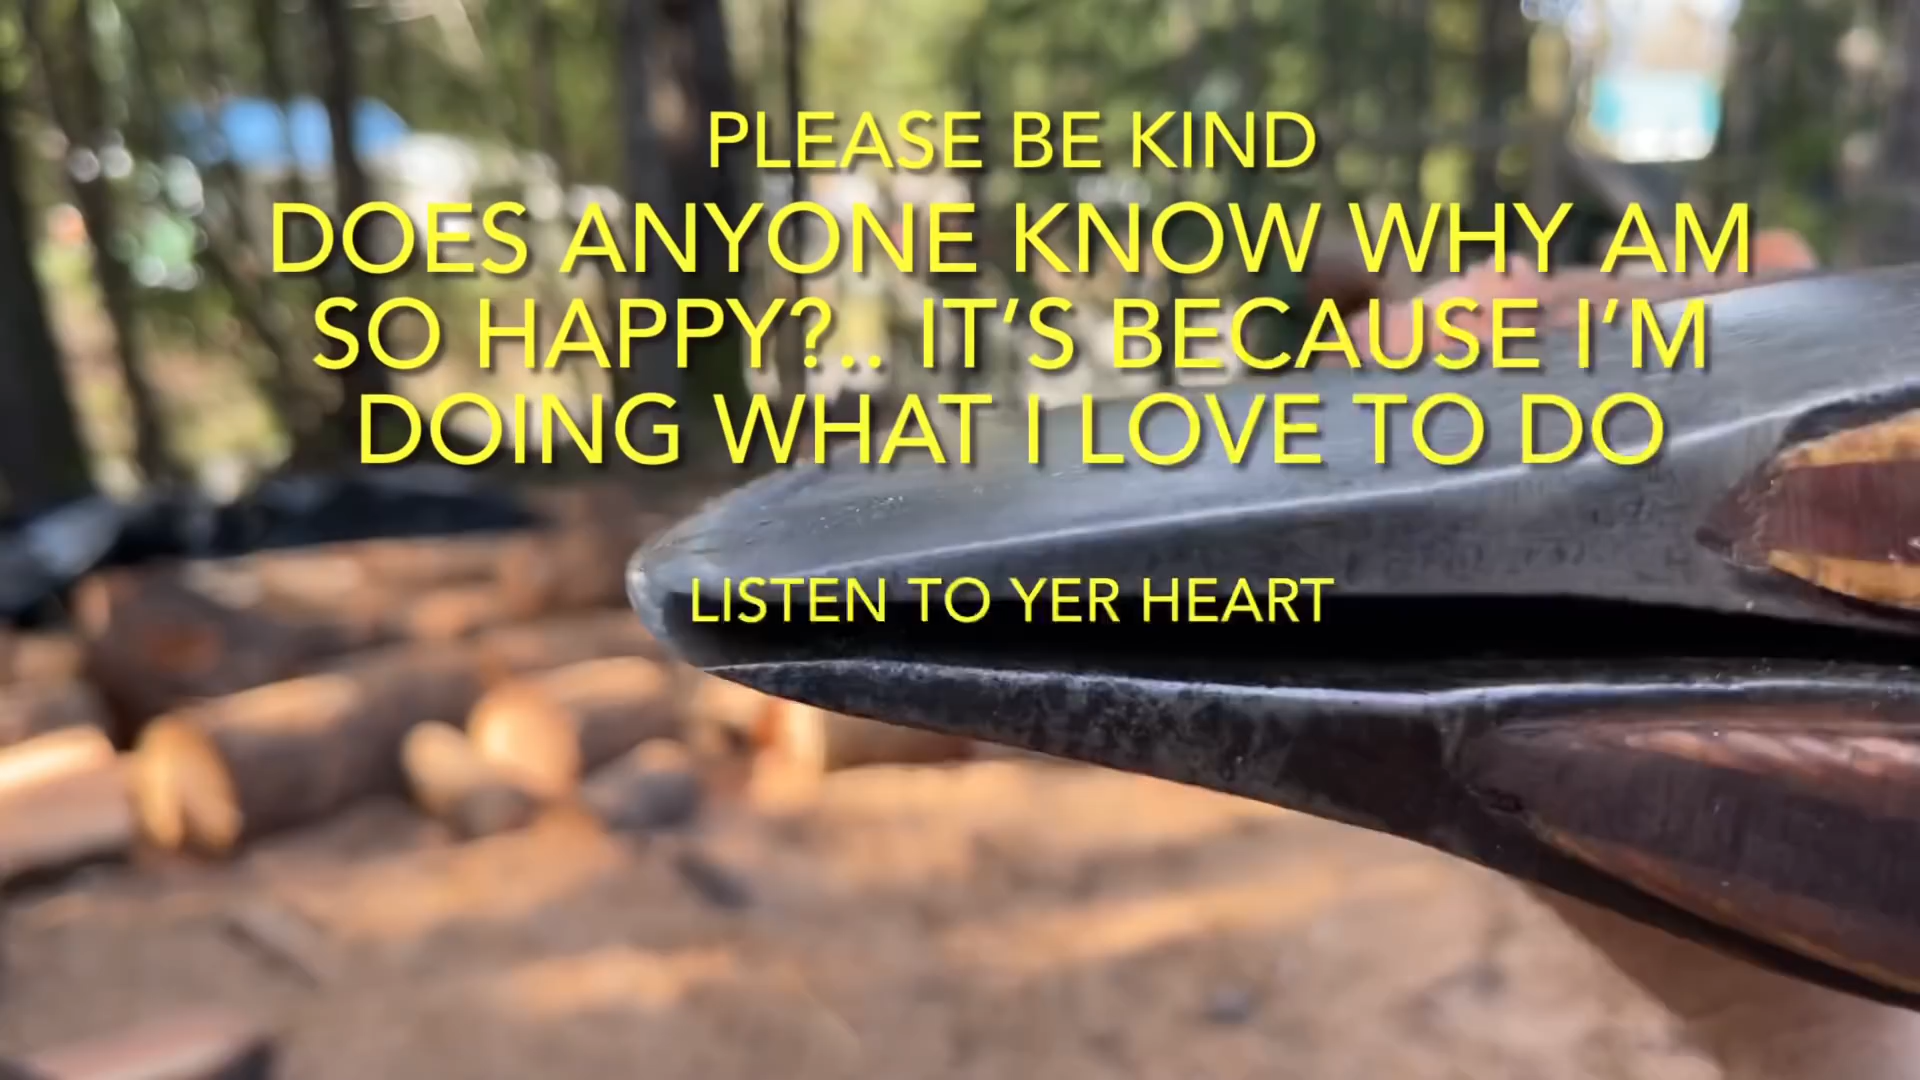 PLEASE BE KIND
DOES ANYONE KNOW WHY AM
SO HAPPY?.. IT’S BECAUSE I’M
DOING WHAT I LOVE TO DO
LISTEN TO YER HEART